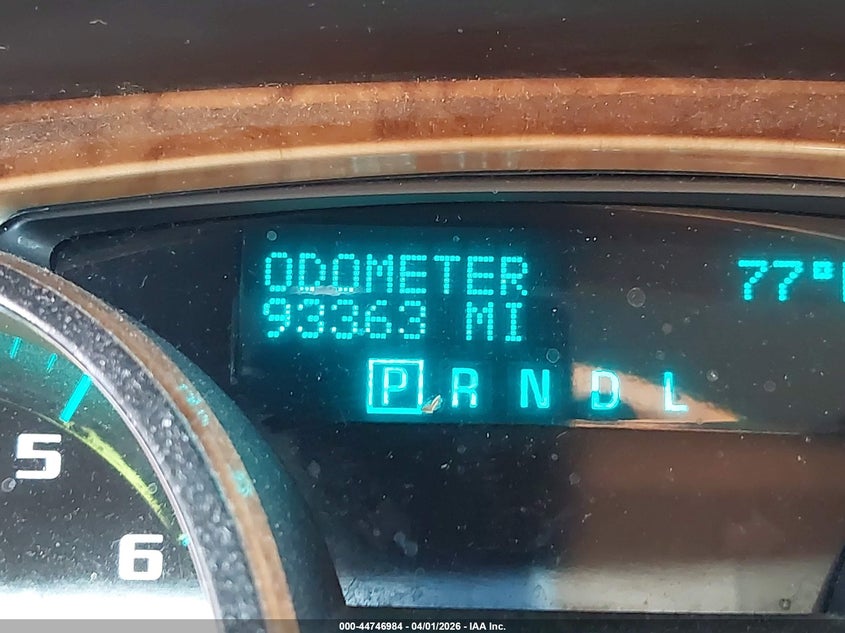 ODOMETER
93363 MI
77°
P R N D L
5
6
000-44746984 - 04/01/2026 - IAA Inc.